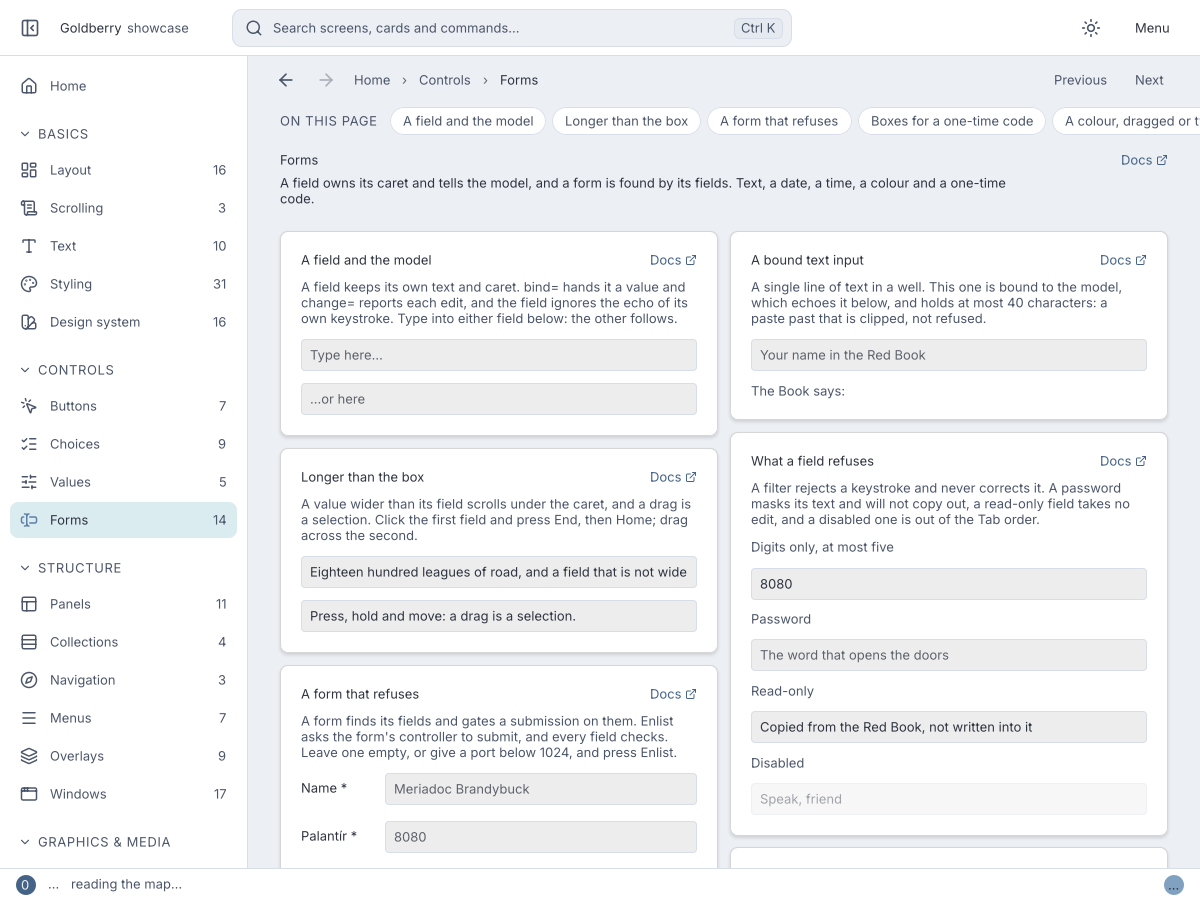 Goldberry showcase
Search screens, cards and commands...
Ctrl K
Menu
Home
BASICS
Layout 16
Scrolling 3
Text 10
Styling 31
Design system 16
CONTROLS
Buttons 7
Choices 9
Values 5
Forms 14
STRUCTURE
Panels 11
Collections 4
Navigation 3
Menus 7
Overlays 9
Windows 17
GRAPHICS & MEDIA
Home › Controls › Forms
Previous Next
ON THIS PAGE
A field and the model
Longer than the box
A form that refuses
Boxes for a one-time code
A colour, dragged or t
Forms
Docs
A field owns its caret and tells the model, and a form is found by its fields. Text, a date, a time, a colour and a one-time
code.
A field and the model
Docs
A field keeps its own text and caret. bind= hands it a value and
change= reports each edit, and the field ignores the echo of its
own keystroke. Type into either field below: the other follows.
Type here...
...or here
Longer than the box
Docs
A value wider than its field scrolls under the caret, and a drag is
a selection. Click the first field and press End, then Home; drag
across the second.
Eighteen hundred leagues of road, and a field that is not wide
Press, hold and move: a drag is a selection.
A form that refuses
Docs
A form finds its fields and gates a submission on them. Enlist
asks the form's controller to submit, and every field checks.
Leave one empty, or give a port below 1024, and press Enlist.
Name *
Meriadoc Brandybuck
Palantír *
8080
A bound text input
Docs
A single line of text in a well. This one is bound to the model,
which echoes it below, and holds at most 40 characters: a
paste past that is clipped, not refused.
Your name in the Red Book
The Book says:
What a field refuses
Docs
A filter rejects a keystroke and never corrects it. A password
masks its text and will not copy out, a read-only field takes no
edit, and a disabled one is out of the Tab order.
Digits only, at most five
8080
Password
The word that opens the doors
Read-only
Copied from the Red Book, not written into it
Disabled
Speak, friend
0 ... reading the map...
...